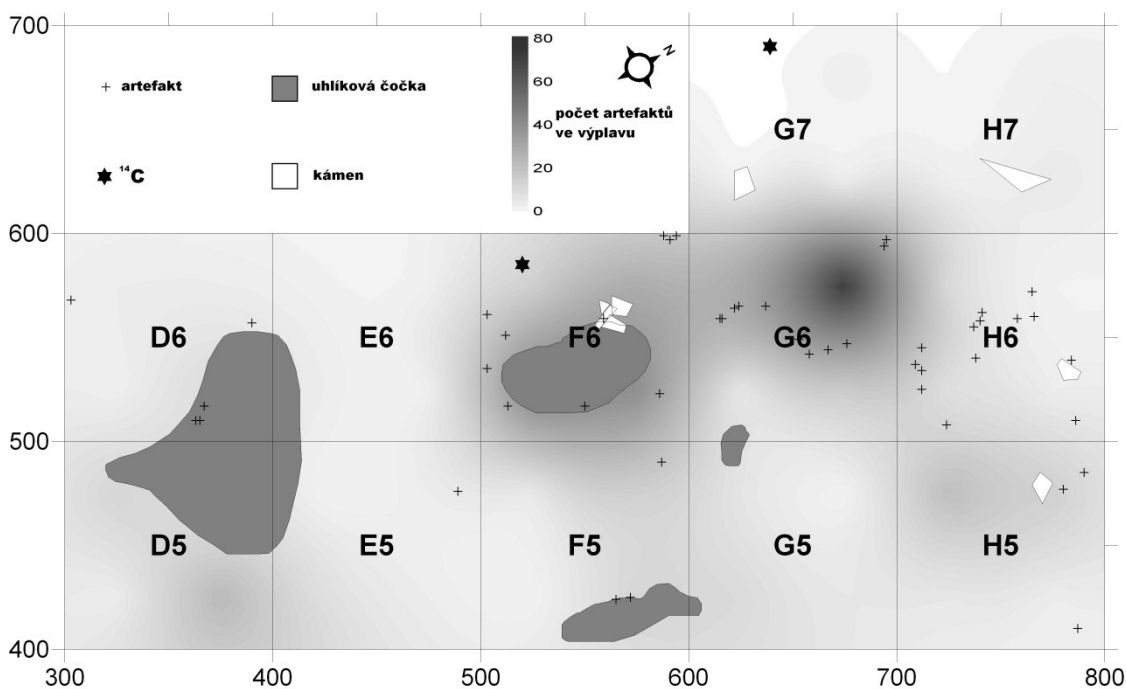 700
80
N
+ artefakt
uhlíková čočka
60
počet artefaktů
ve výplavu
40
G7
H7
¹⁴C
kámen
20
0
600
D6
E6
F6
G6
H6
500
D5
E5
F5
G5
H5
400
300
400
500
600
700
800